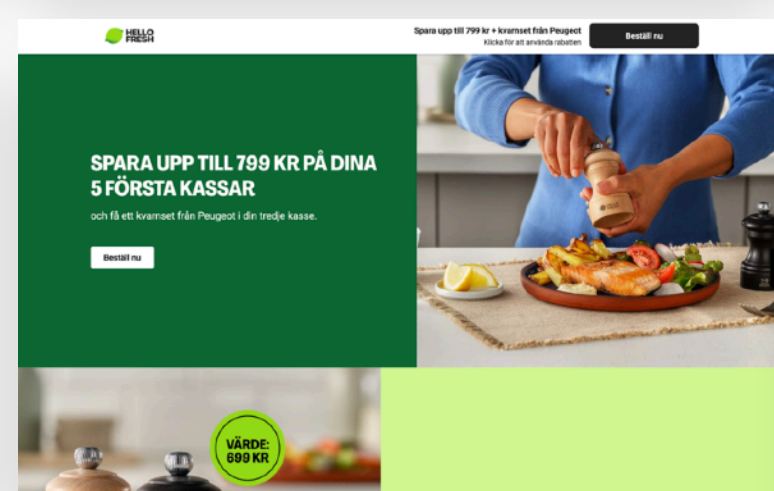 HELLO
FRESH
Spara upp till 799 kr + kvarnset från Peugeot
Klicka för att använda rabatten
Beställ nu
SPARA UPP TILL 799 KR PÅ DINA
5 FÖRSTA KASSAR
och få ett kvarnset från Peugeot i din tredje kasse.
Beställ nu
VÄRDE:
699 KR